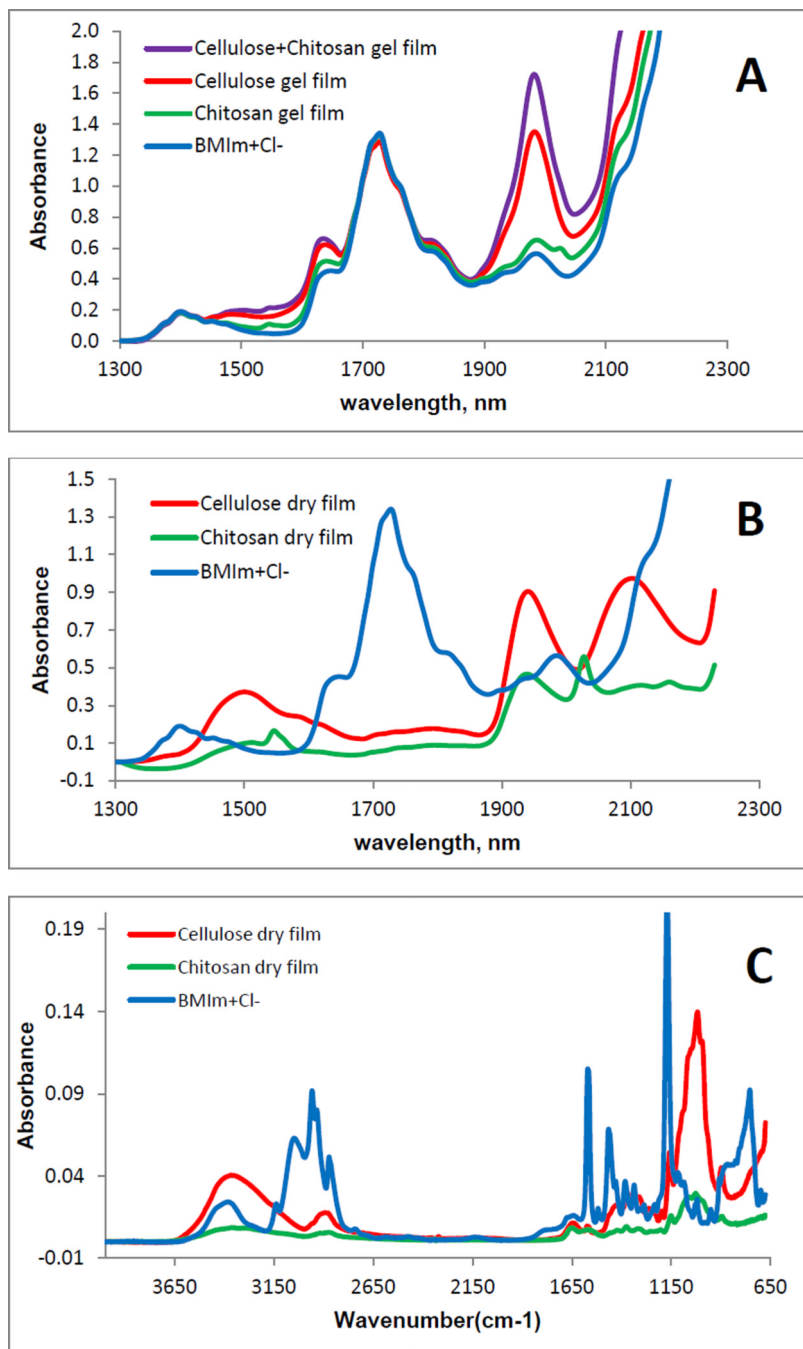 A
Cellulose+Chitosan gel film
Cellulose gel film
Chitosan gel film
BMIm+Cl-
Absorbance
2.0
1.8
1.6
1.4
1.2
1.0
0.8
0.6
0.4
0.2
0.0
1300 1500 1700 1900 2100 2300
wavelength, nm
B
Cellulose dry film
Chitosan dry film
BMIm+Cl-
Absorbance
1.5
1.3
1.1
0.9
0.7
0.5
0.3
0.1
-0.1
1300 1500 1700 1900 2100 2300
wavelength, nm
C
Cellulose dry film
Chitosan dry film
BMIm+Cl-
Absorbance
0.19
0.14
0.09
0.04
-0.01
3650 3150 2650 2150 1650 1150 650
Wavenumber(cm-1)